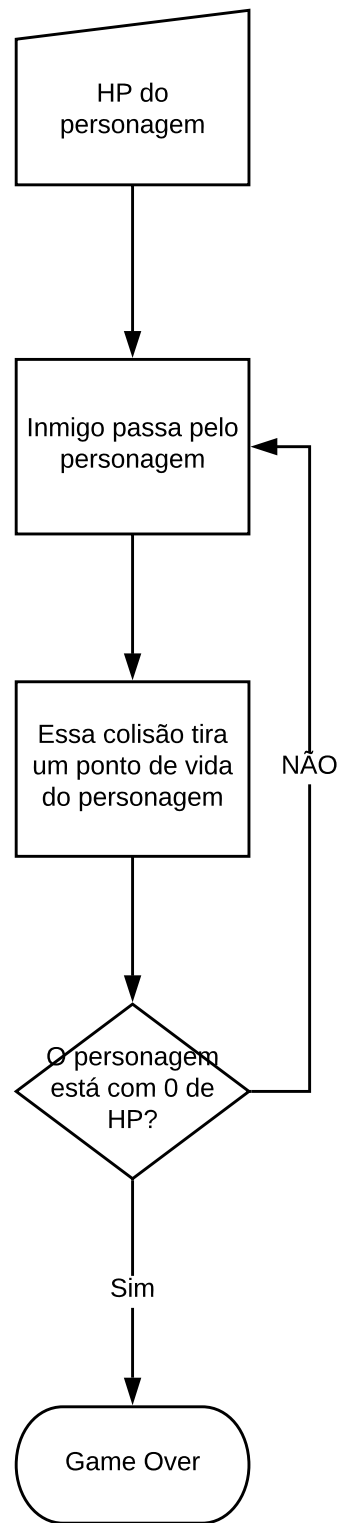 HP do
personagem
Inmigo passa pelo
personagem
Essa colisão tira
um ponto de vida
do personagem
NÃO
O personagem
está com 0 de
HP?
Sim
Game Over